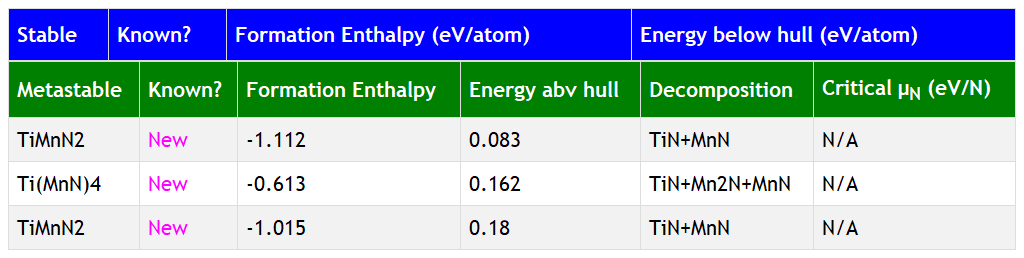 Stable Known? Formation Enthalpy (eV/atom) Energy below hull (eV/atom)
Metastable Known? Formation Enthalpy Energy abv hull Decomposition Critical μN (eV/N)
TiMnN2 New -1.112 0.083 TiN+MnN N/A
Ti(MnN)4 New -0.613 0.162 TiN+Mn2N+MnN N/A
TiMnN2 New -1.015 0.18 TiN+MnN N/A